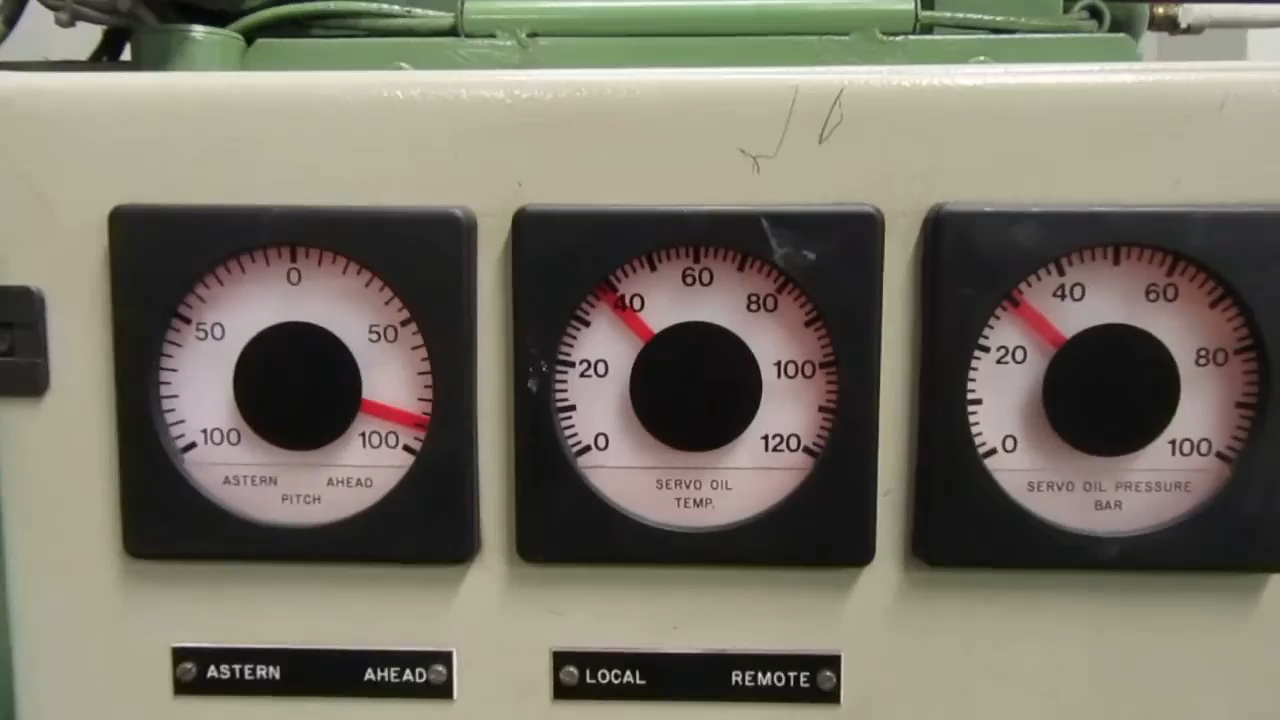 0
50 50
100 100
ASTERN AHEAD
PITCH
60
40 80
20 100
0 120
SERVO OIL
TEMP.
40 60
20 80
0 100
SERVO OIL PRESSURE
BAR
ASTERN AHEAD
LOCAL REMOTE